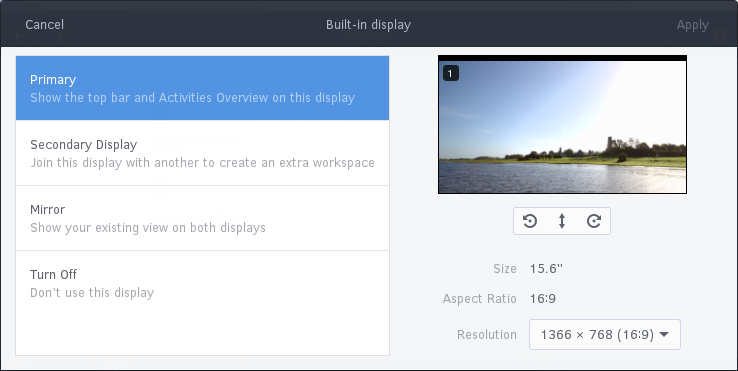 Cancel
Built-in display
Apply
Primary
Show the top bar and Activities Overview on this display
Secondary Display
Join this display with another to create an extra workspace
Mirror
Show your existing view on both displays
Turn Off
Don't use this display
1
Size 15.6"
Aspect Ratio 16:9
Resolution 1366 × 768 (16:9)